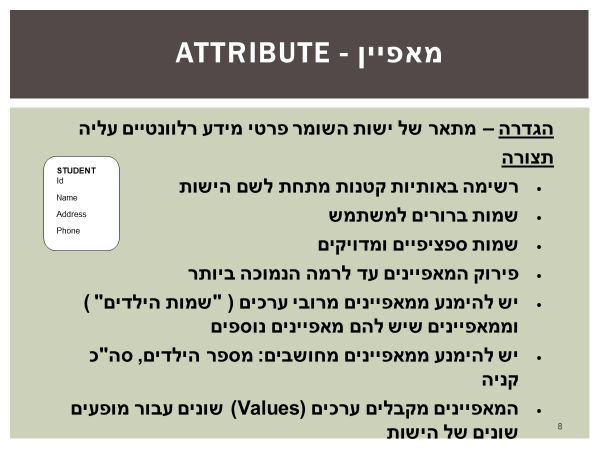 מאפיין - ATTRIBUTE
הגדרה – מתאר של ישות השומר פרטי מידע רלוונטיים עליה
תצורה
• רשימה באותיות קטנות מתחת לשם הישות
• שמות ברורים למשתמש
• שמות ספציפיים ומדויקים
• פירוק המאפיינים עד לרמה הנמוכה ביותר
• יש להימנע ממאפיינים מרובי ערכים ( "שמות הילדים" )
וממאפיינים שיש להם מאפיינים נוספים
• יש להימנע ממאפיינים מחושבים: מספר הילדים, סה"כ
קניה
• המאפיינים מקבלים ערכים (Values) שונים עבור מופעים
שונים של הישות
STUDENT
Id
Name
Address
Phone
8